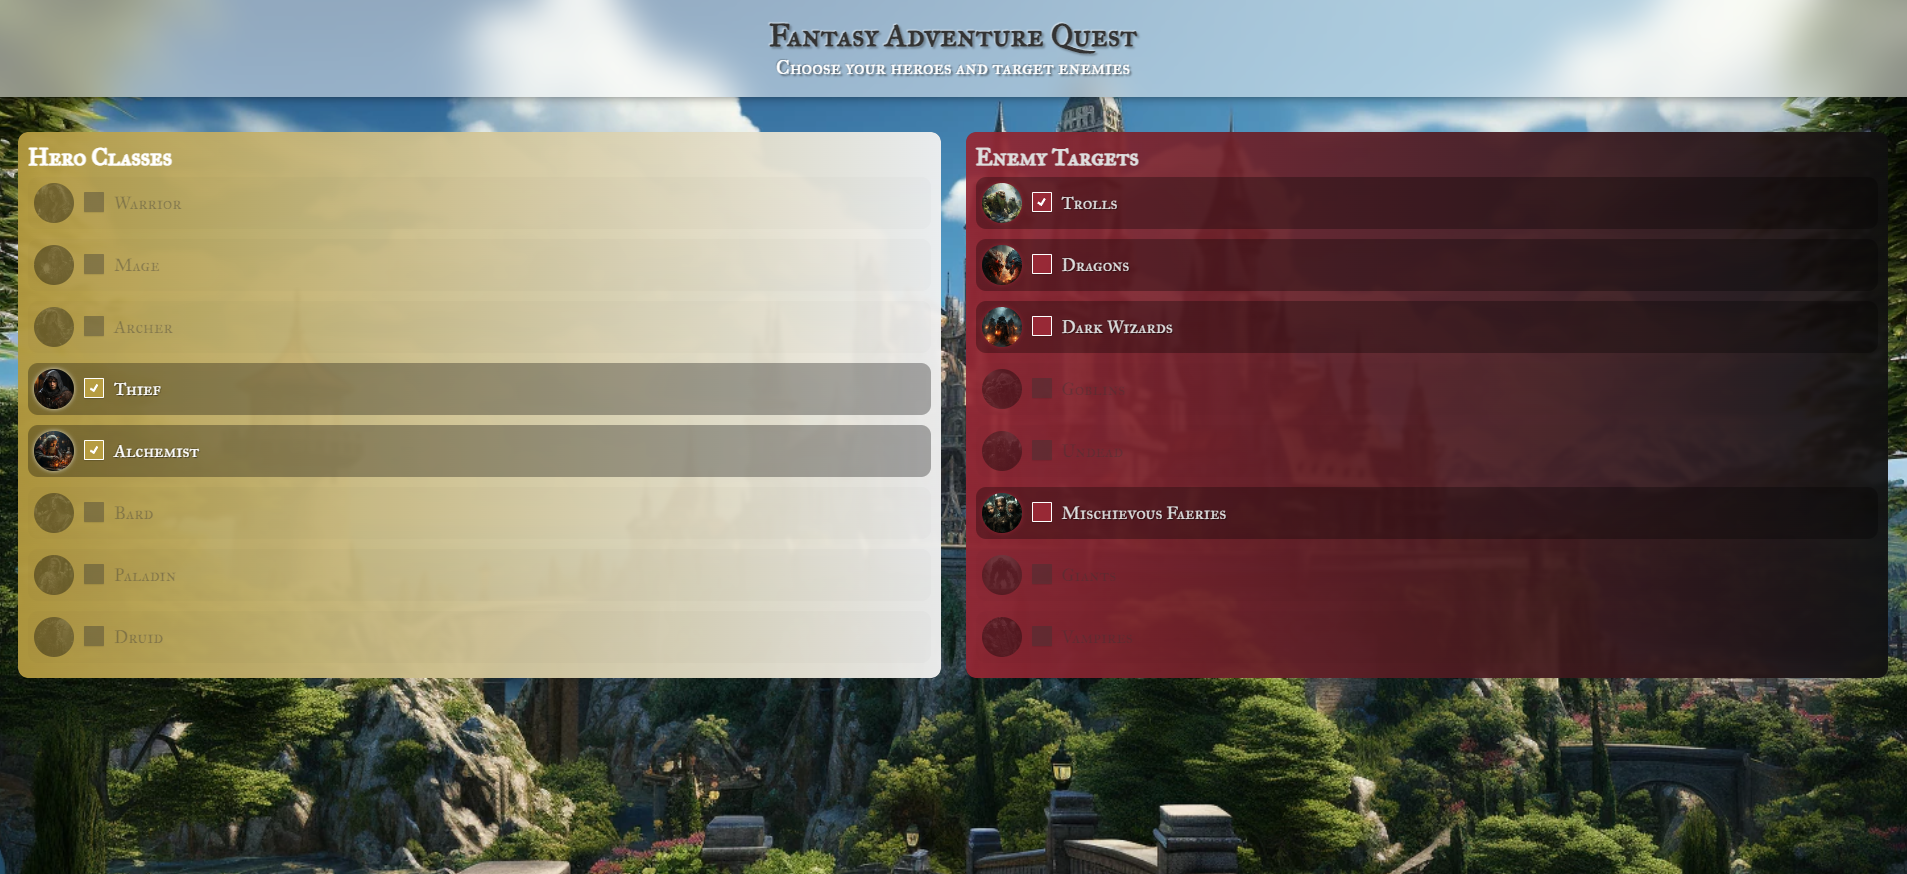 Fantasy Adventure Quest
Choose your heroes and target enemies
Hero Classes
Warrior
Mage
Archer
Thief
Alchemist
Bard
Paladin
Druid
Enemy Targets
Trolls
Dragons
Dark Wizards
Mischievous Faeries